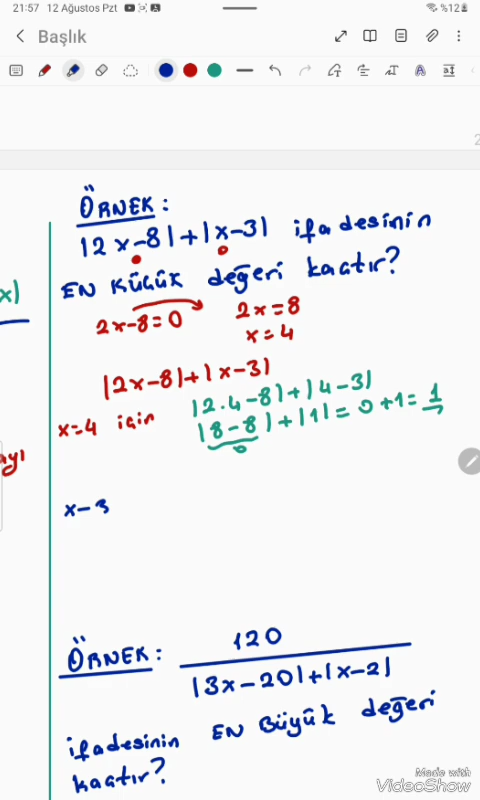 21:57 12 Ağustos Pzt %12
Başlık
ÖRNEK:
|2x-8|+|x-3| ifadesinin
EN KÜÇÜK değeri kaçtır?
x|
2x-8=0 2x=8
x=4
|2x-8|+|x-3|
x=4 için |2.4-8|+|4-3|
|8-8|+|1|=0+1=1
0
ayı
x-3
ÖRNEK: 120
|3x-20|+|x-2|
ifadesinin EN BÜYÜK değeri
kaçtır?
Made with
VideoShow